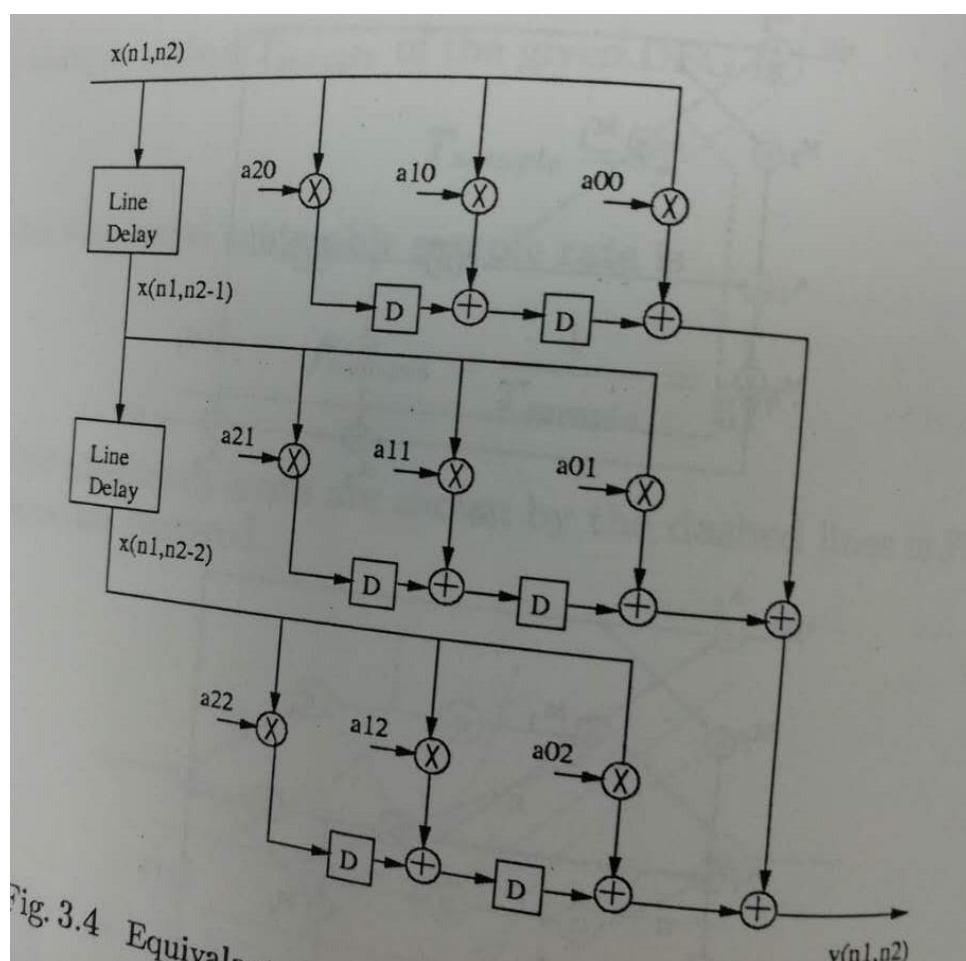 x(n1,n2)
a20
a10
a00
X
X
X
Line
Delay
x(n1,n2-1)
D
+
D
+
a21
a11
a01
X
X
X
Line
Delay
x(n1,n2-2)
D
+
D
+
+
a22
a12
a02
X
X
X
D
+
D
+
+
y(n1,n2)
Fig. 3.4 Equivale